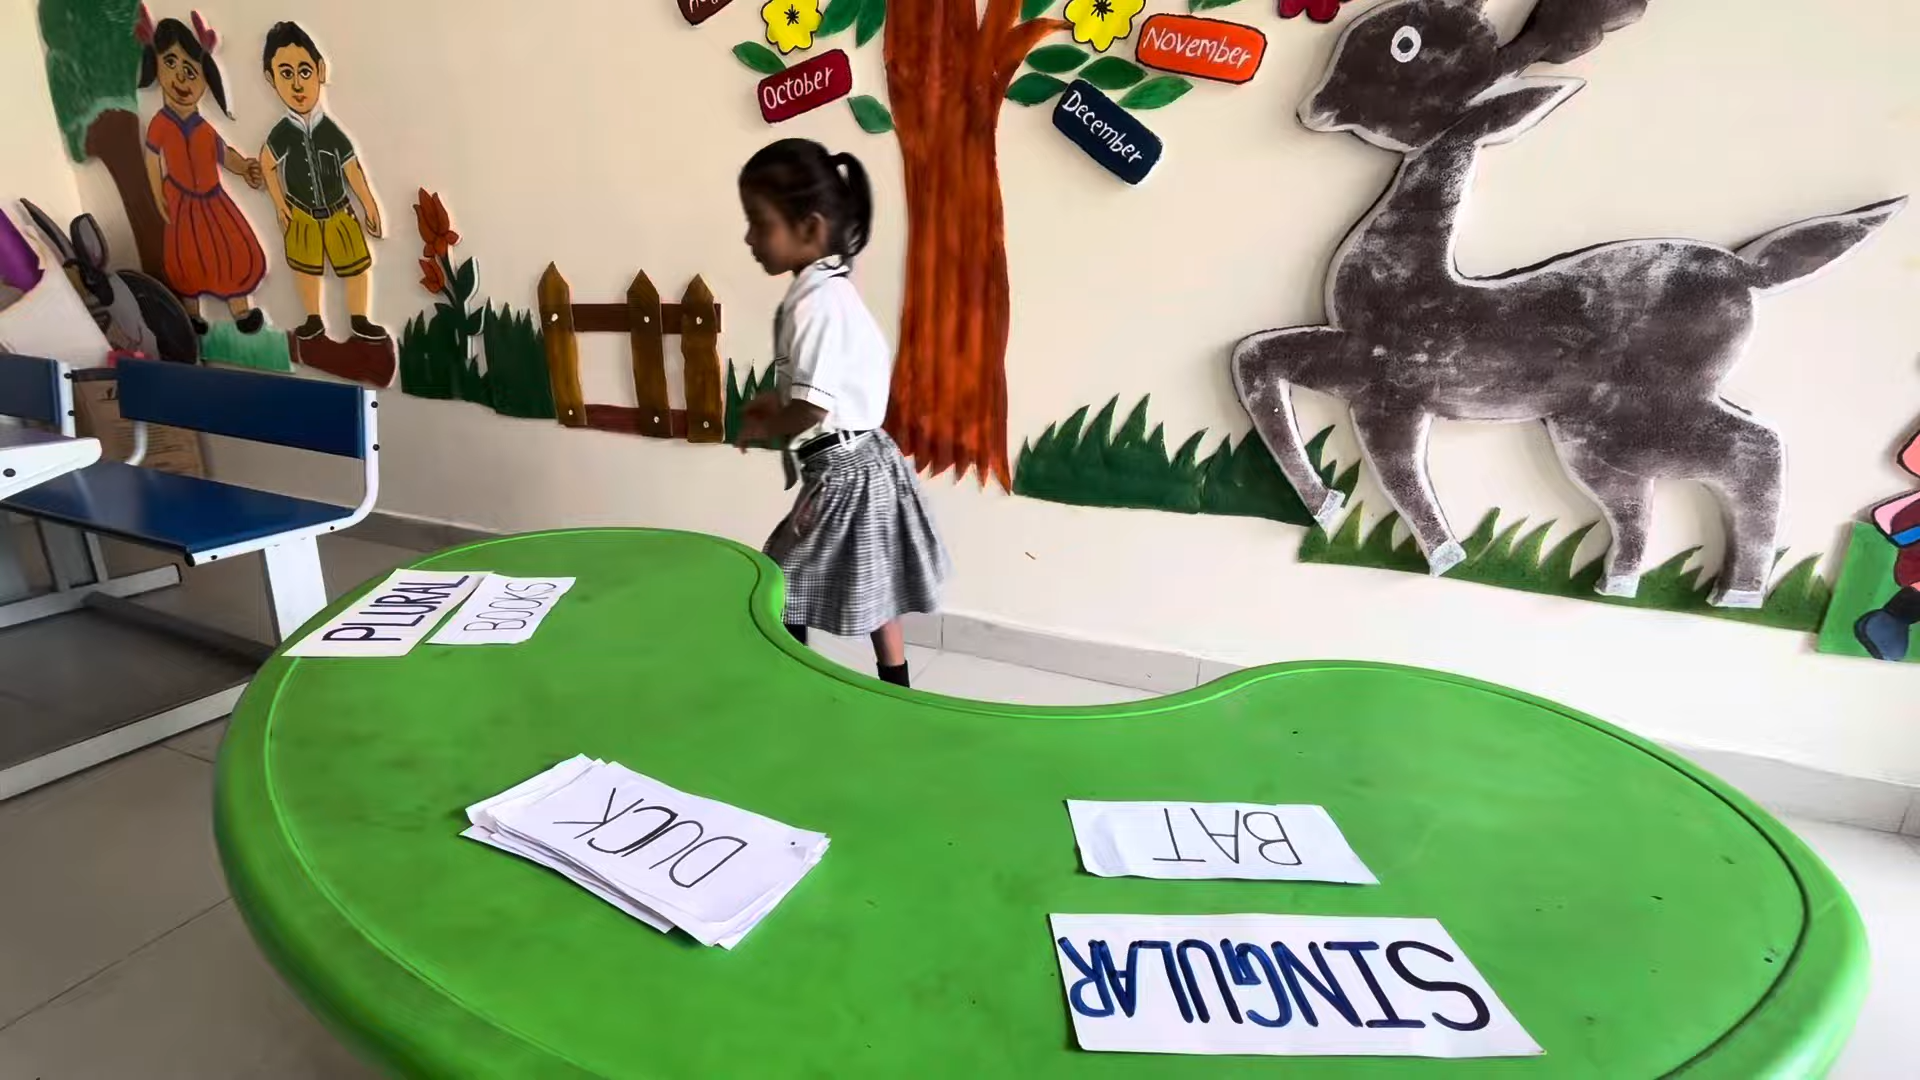 October
November
December
PLURAL
BOOKS
DUCK
BAT
SINGULAR